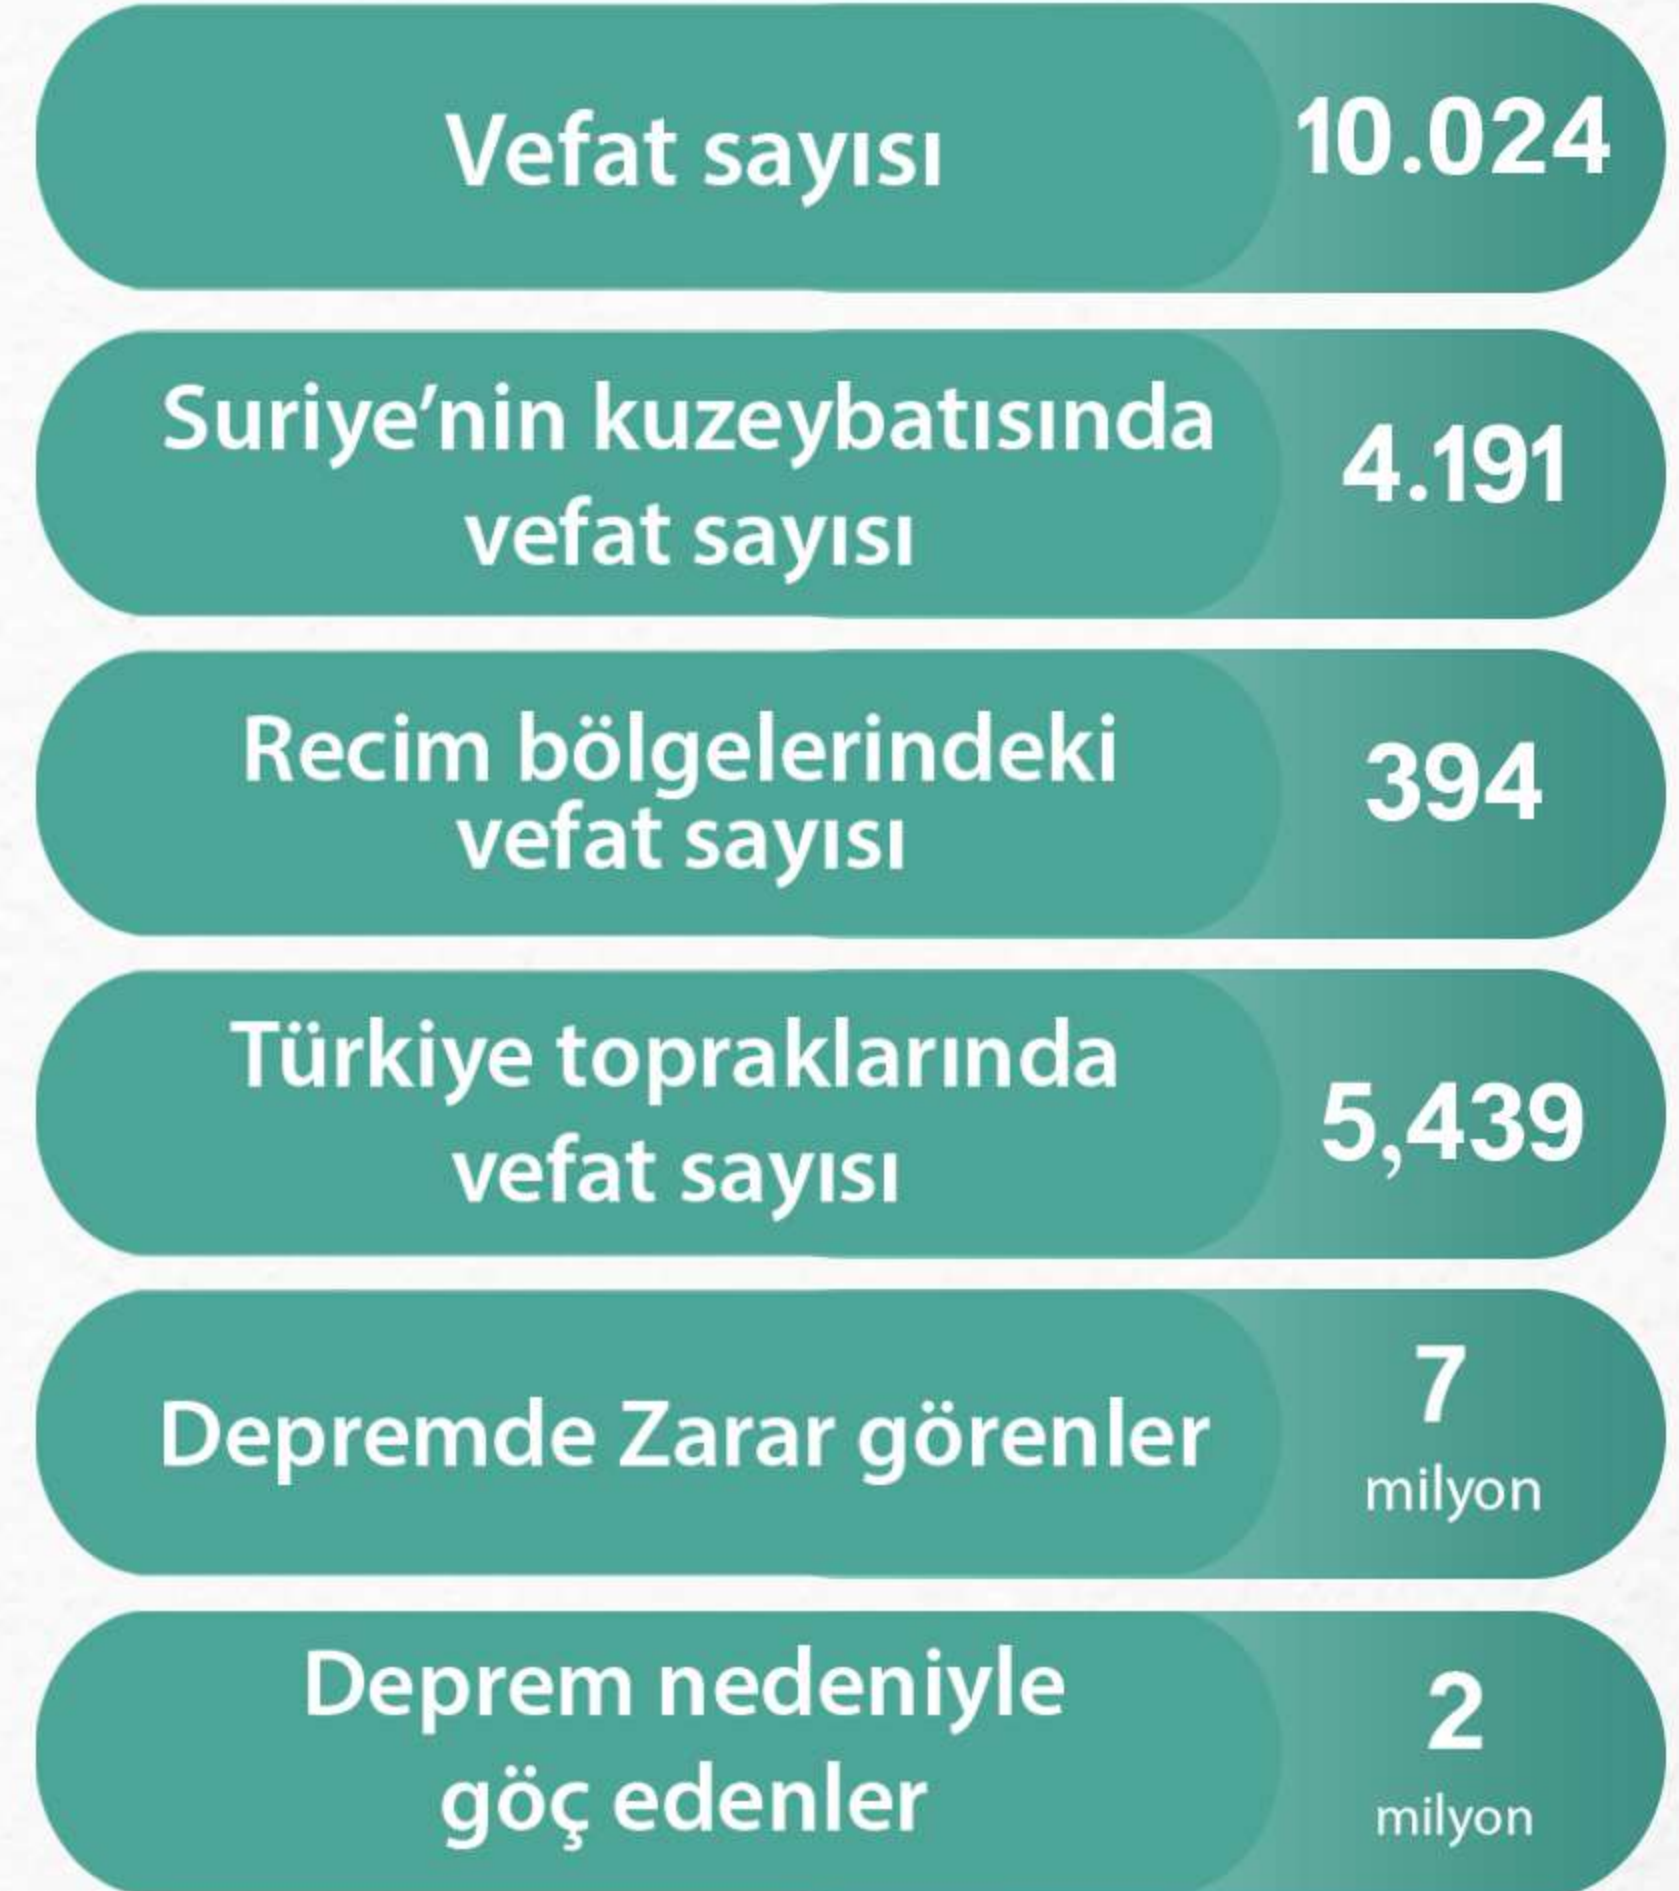 Vefat sayısı
10.024
Suriye’nin kuzeybatısında
vefat sayısı
4.191
Recim bölgelerindeki
vefat sayısı
394
Türkiye topraklarında
vefat sayısı
5,439
Depremde Zarar görenler
7
milyon
Deprem nedeniyle
göç edenler
2
milyon